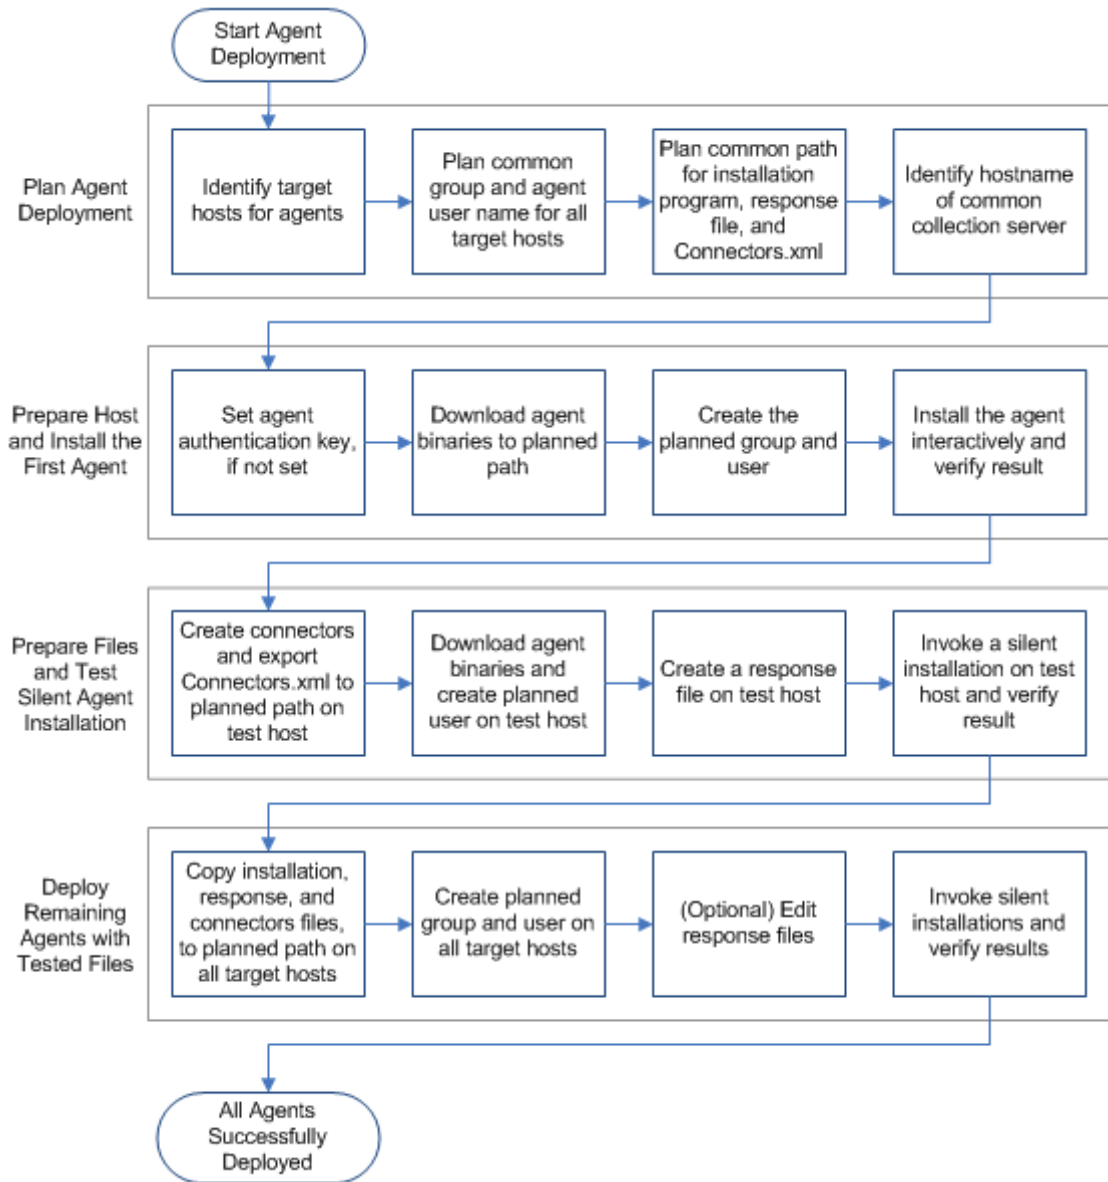 Start Agent
Deployment
Plan Agent
Deployment
Identify target
hosts for agents
Plan common
group and agent
user name for all
target hosts
Plan common path
for installation
program, response
file, and
Connectors.xml
Identify hostname
of common
collection server
Prepare Host
and Install the
First Agent
Set agent
authentication key,
if not set
Download agent
binaries to planned
path
Create the
planned group and
user
Install the agent
interactively and
verify result
Prepare Files
and Test
Silent Agent
Installation
Create connectors
and export
Connectors.xml to
planned path on
test host
Download agent
binaries and
create planned
user on test host
Create a response
file on test host
Invoke a silent
installation on test
host and verify
result
Deploy
Remaining
Agents with
Tested Files
Copy installation,
response, and
connectors files,
to planned path on
all target hosts
Create planned
group and user on
all target hosts
(Optional) Edit
response files
Invoke silent
installations and
verify results
All Agents
Successfully
Deployed